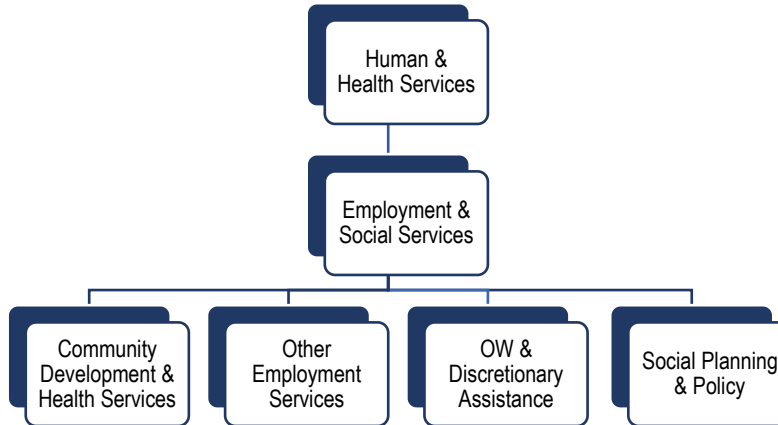 Human &
Health Services
Employment &
Social Services
Community
Development &
Health Services
Other
Employment
Services
OW &
Discretionary
Assistance
Social Planning
& Policy